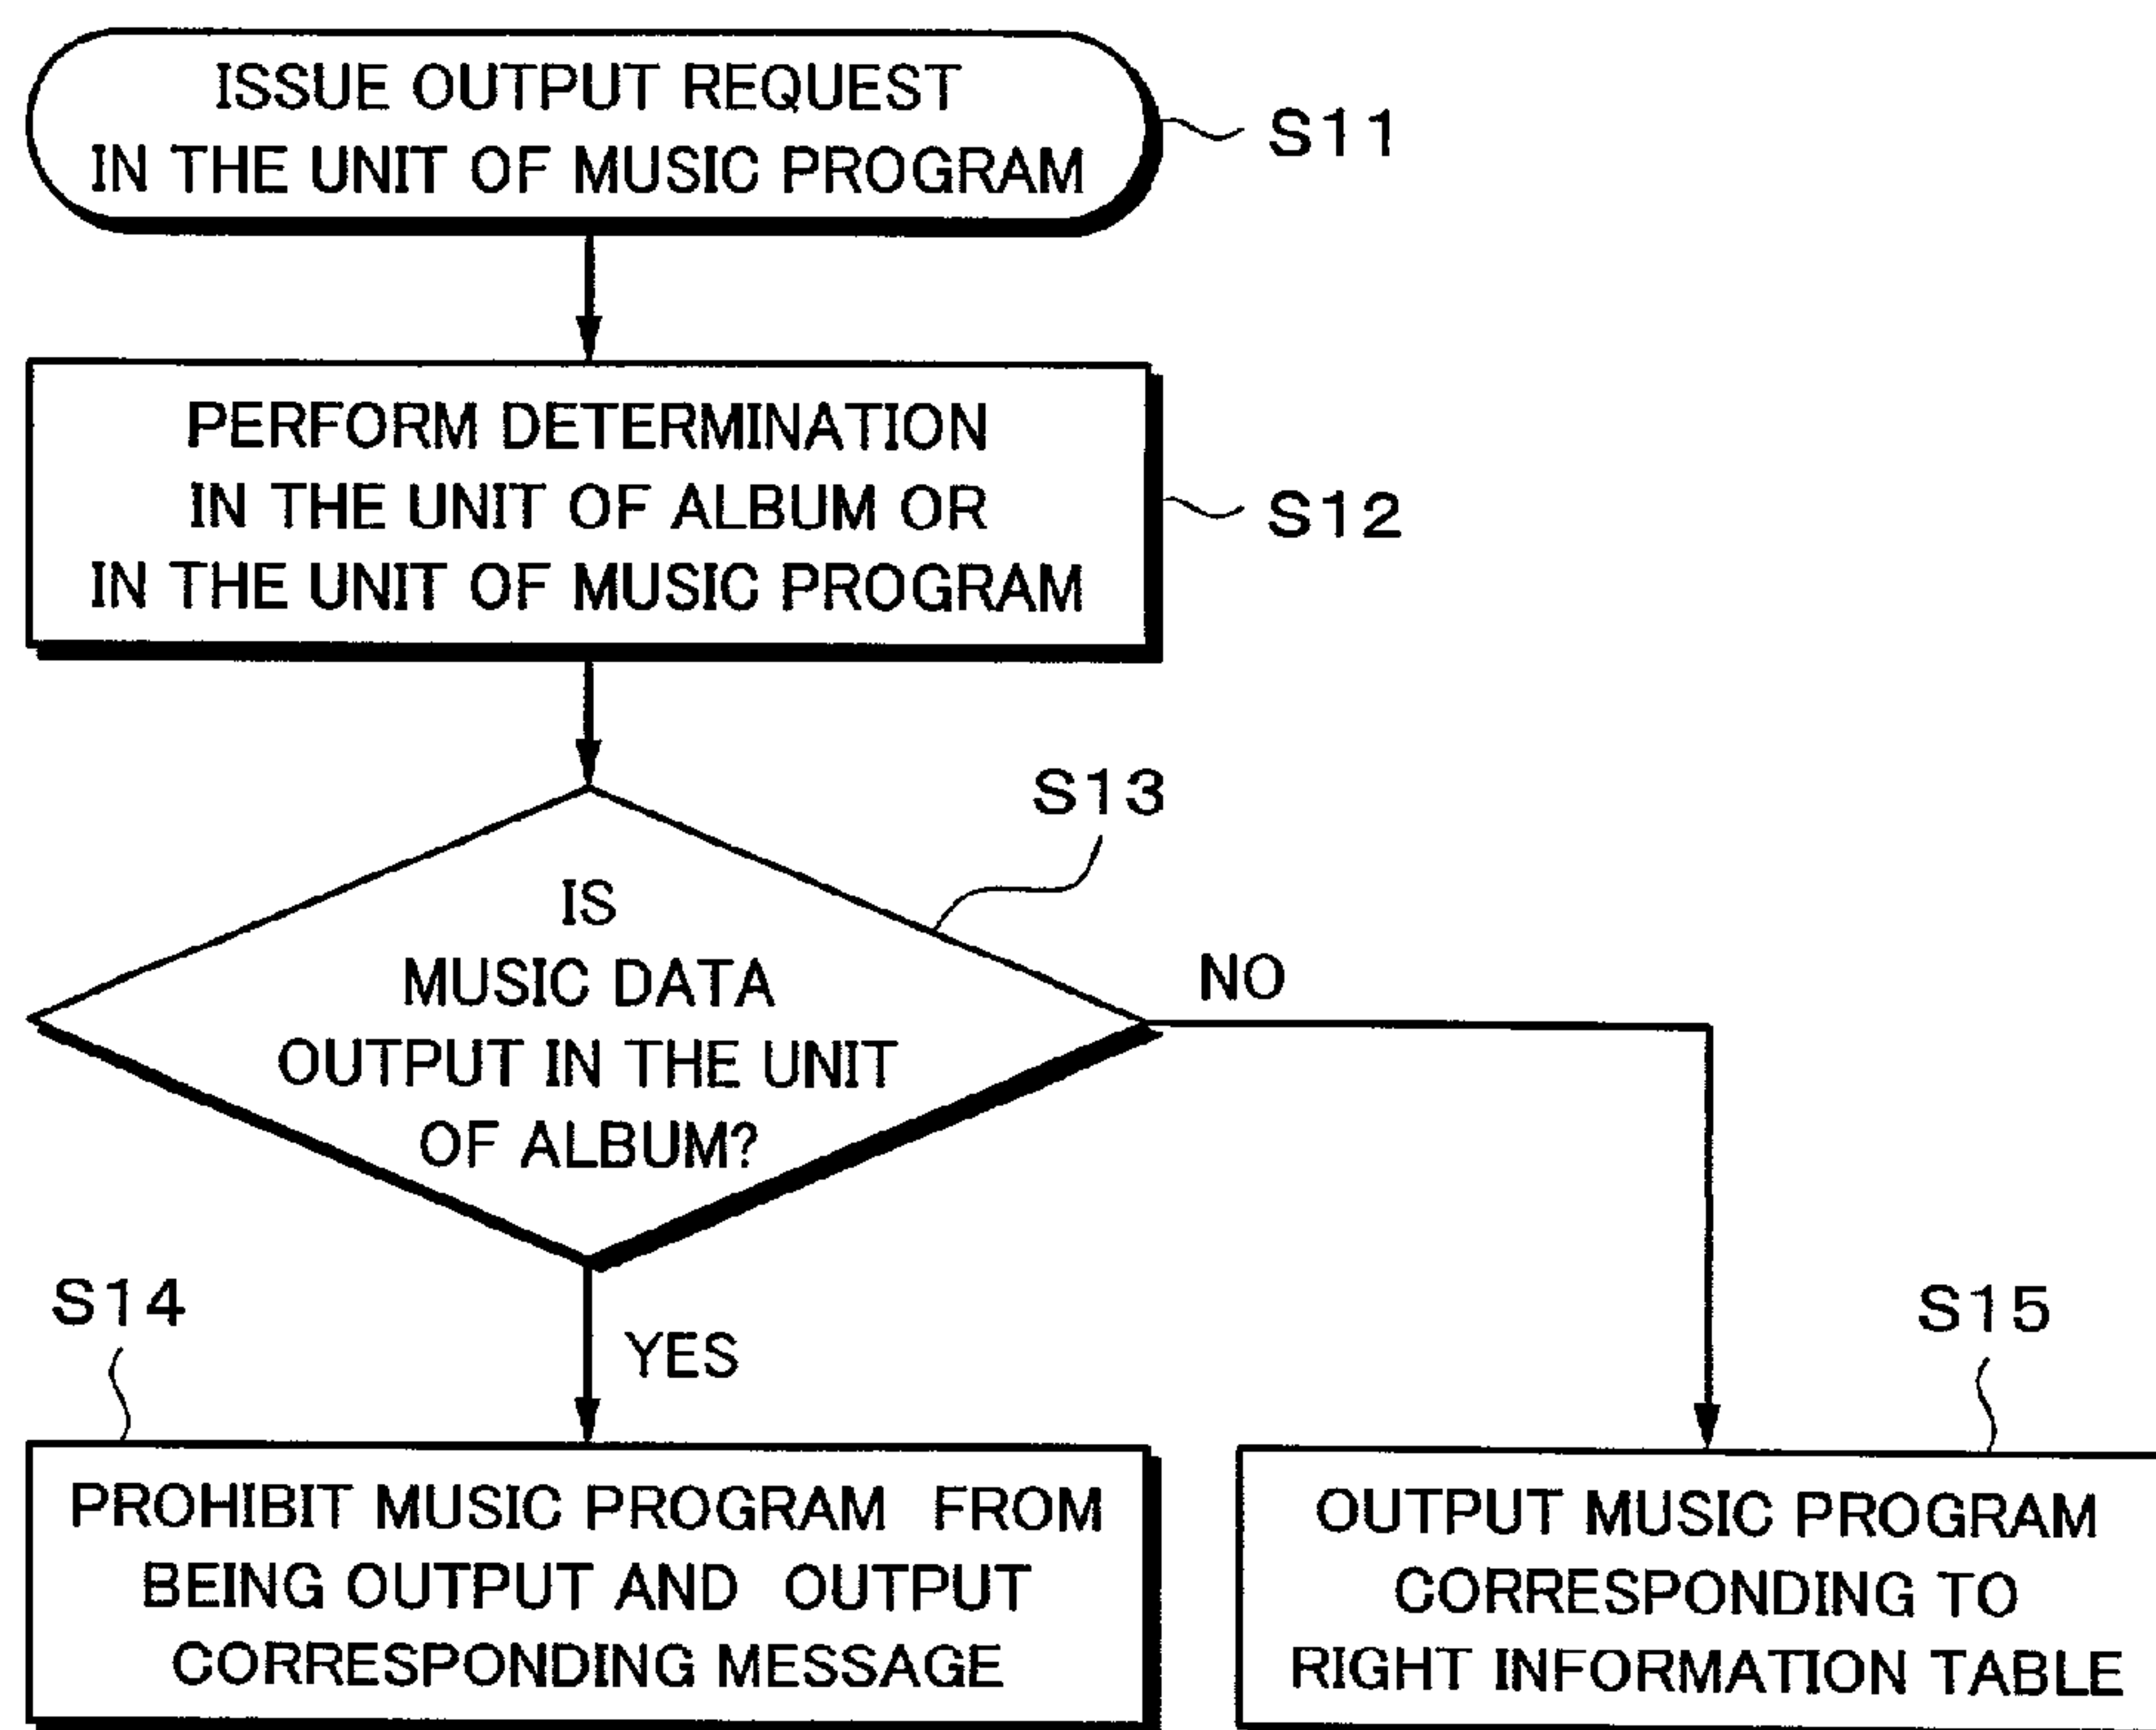 ISSUE OUTPUT REQUEST
IN THE UNIT OF MUSIC PROGRAM
S11
PERFORM DETERMINATION
IN THE UNIT OF ALBUM OR
IN THE UNIT OF MUSIC PROGRAM
S12
S13
IS
MUSIC DATA
OUTPUT IN THE UNIT
OF ALBUM?
NO
YES
S14
PROHIBIT MUSIC PROGRAM FROM
BEING OUTPUT AND OUTPUT
CORRESPONDING MESSAGE
S15
OUTPUT MUSIC PROGRAM
CORRESPONDING TO
RIGHT INFORMATION TABLE